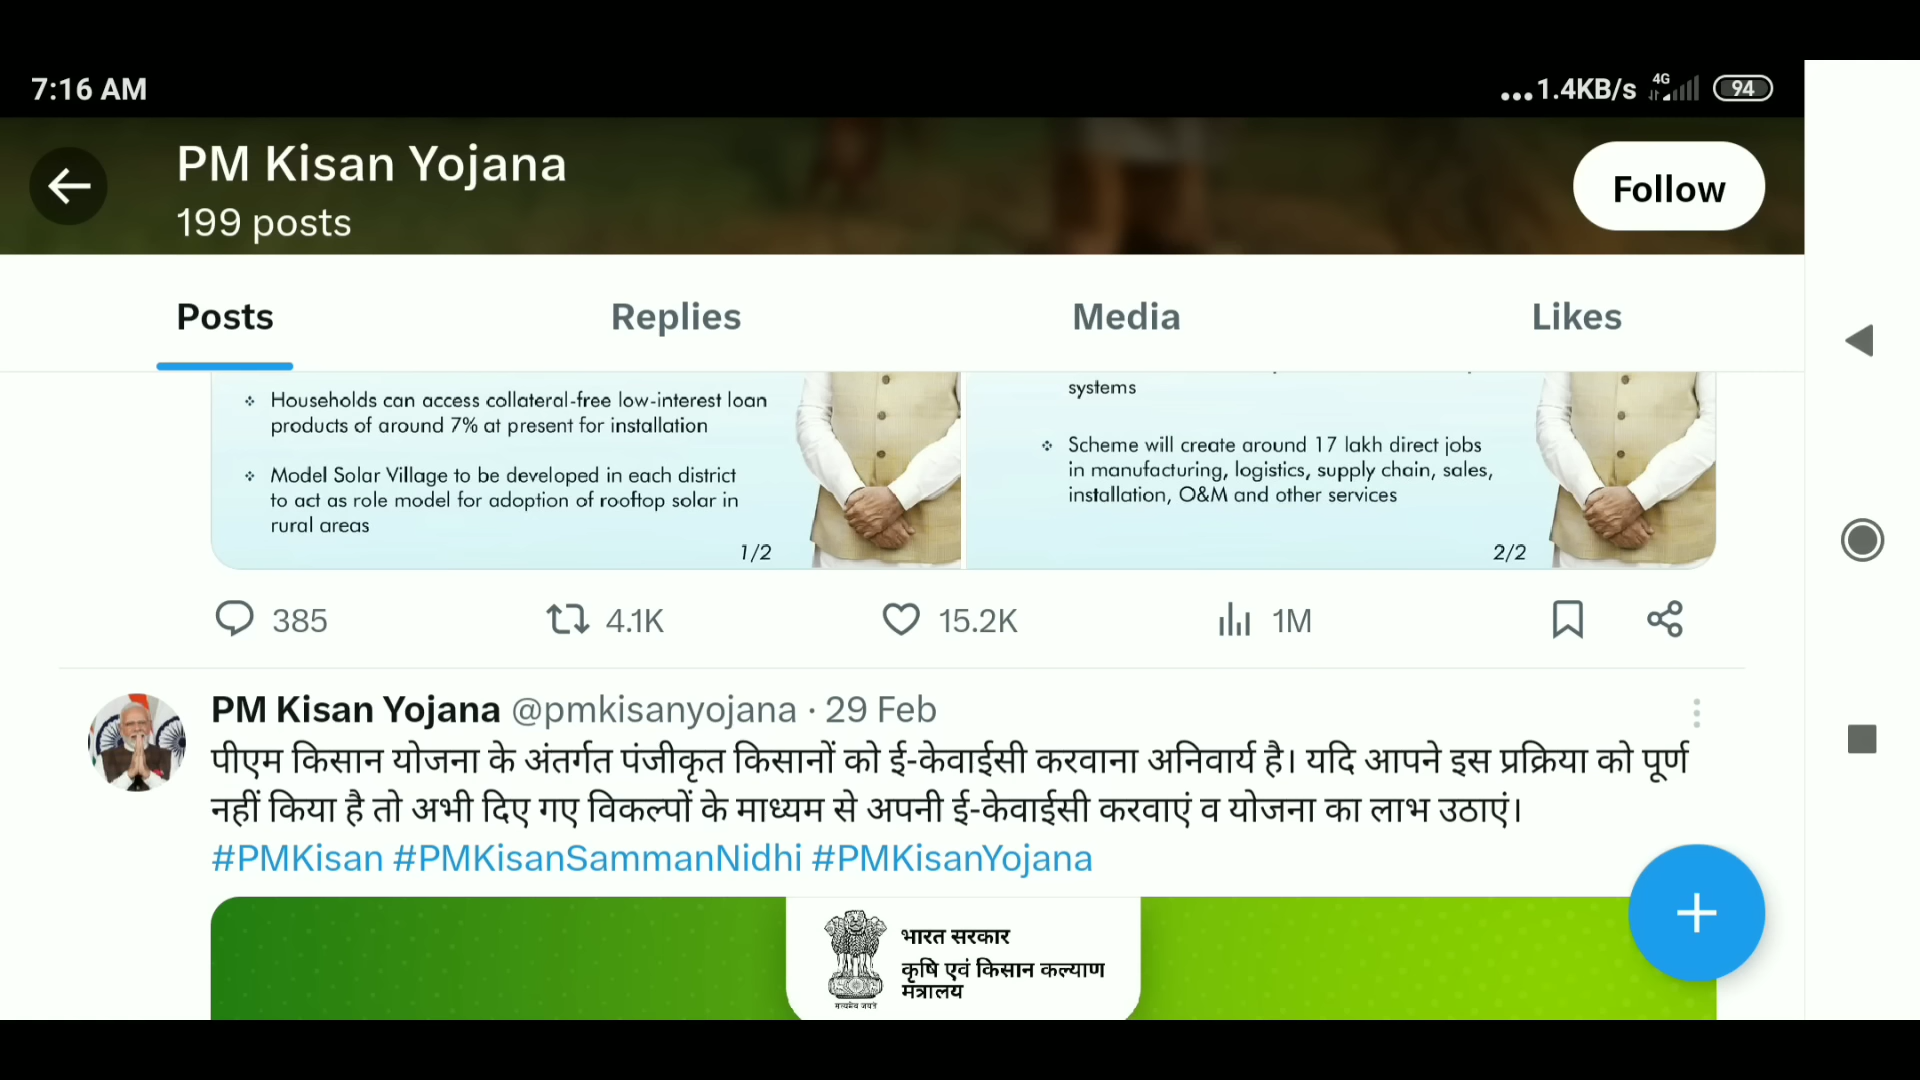 7:16 AM
...1.4KB/s 4G 94
PM Kisan Yojana
199 posts
Follow
Posts Replies Media Likes
❖ Households can access collateral-free low-interest loan
products of around 7% at present for installation
❖ Model Solar Village to be developed in each district
to act as role model for adoption of rooftop solar in
rural areas
1/2
systems
❖ Scheme will create around 17 lakh direct jobs
in manufacturing, logistics, supply chain, sales,
installation, O&M and other services
2/2
385 4.1K 15.2K 1M
PM Kisan Yojana @pmkisanyojana · 29 Feb
पीएम किसान योजना के अंतर्गत पंजीकृत किसानों को ई-केवाईसी करवाना अनिवार्य है। यदि आपने इस प्रक्रिया को पूर्ण
नहीं किया है तो अभी दिए गए विकल्पों के माध्यम से अपनी ई-केवाईसी करवाएं व योजना का लाभ उठाएं।
#PMKisan #PMKisanSammanNidhi #PMKisanYojana
भारत सरकार
कृषि एवं किसान कल्याण
मंत्रालय
सत्यमेव जयते